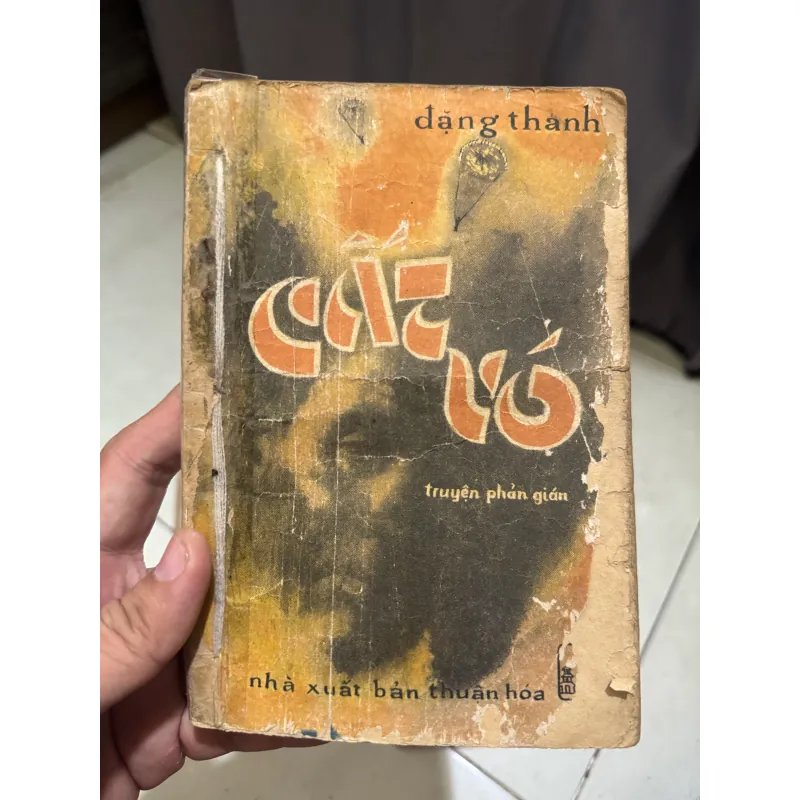 đặng thanh
CẤT VÓ
truyện phản gián
nhà xuất bản thuận hóa